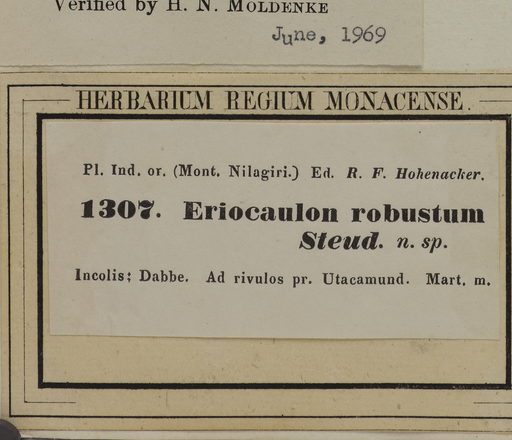 Verified by H. N. MOLDENKE
June, 1969
HERBARIUM REGIUM MONACENSE.
Pl. Ind. or. (Mont. Nilagiri.) Ed. R. F. Hohenacker.
1307. Eriocaulon robustum
Steud. n. sp.
Incolis: Dabbe. Ad rivulos pr. Utacamund. Mart. m.